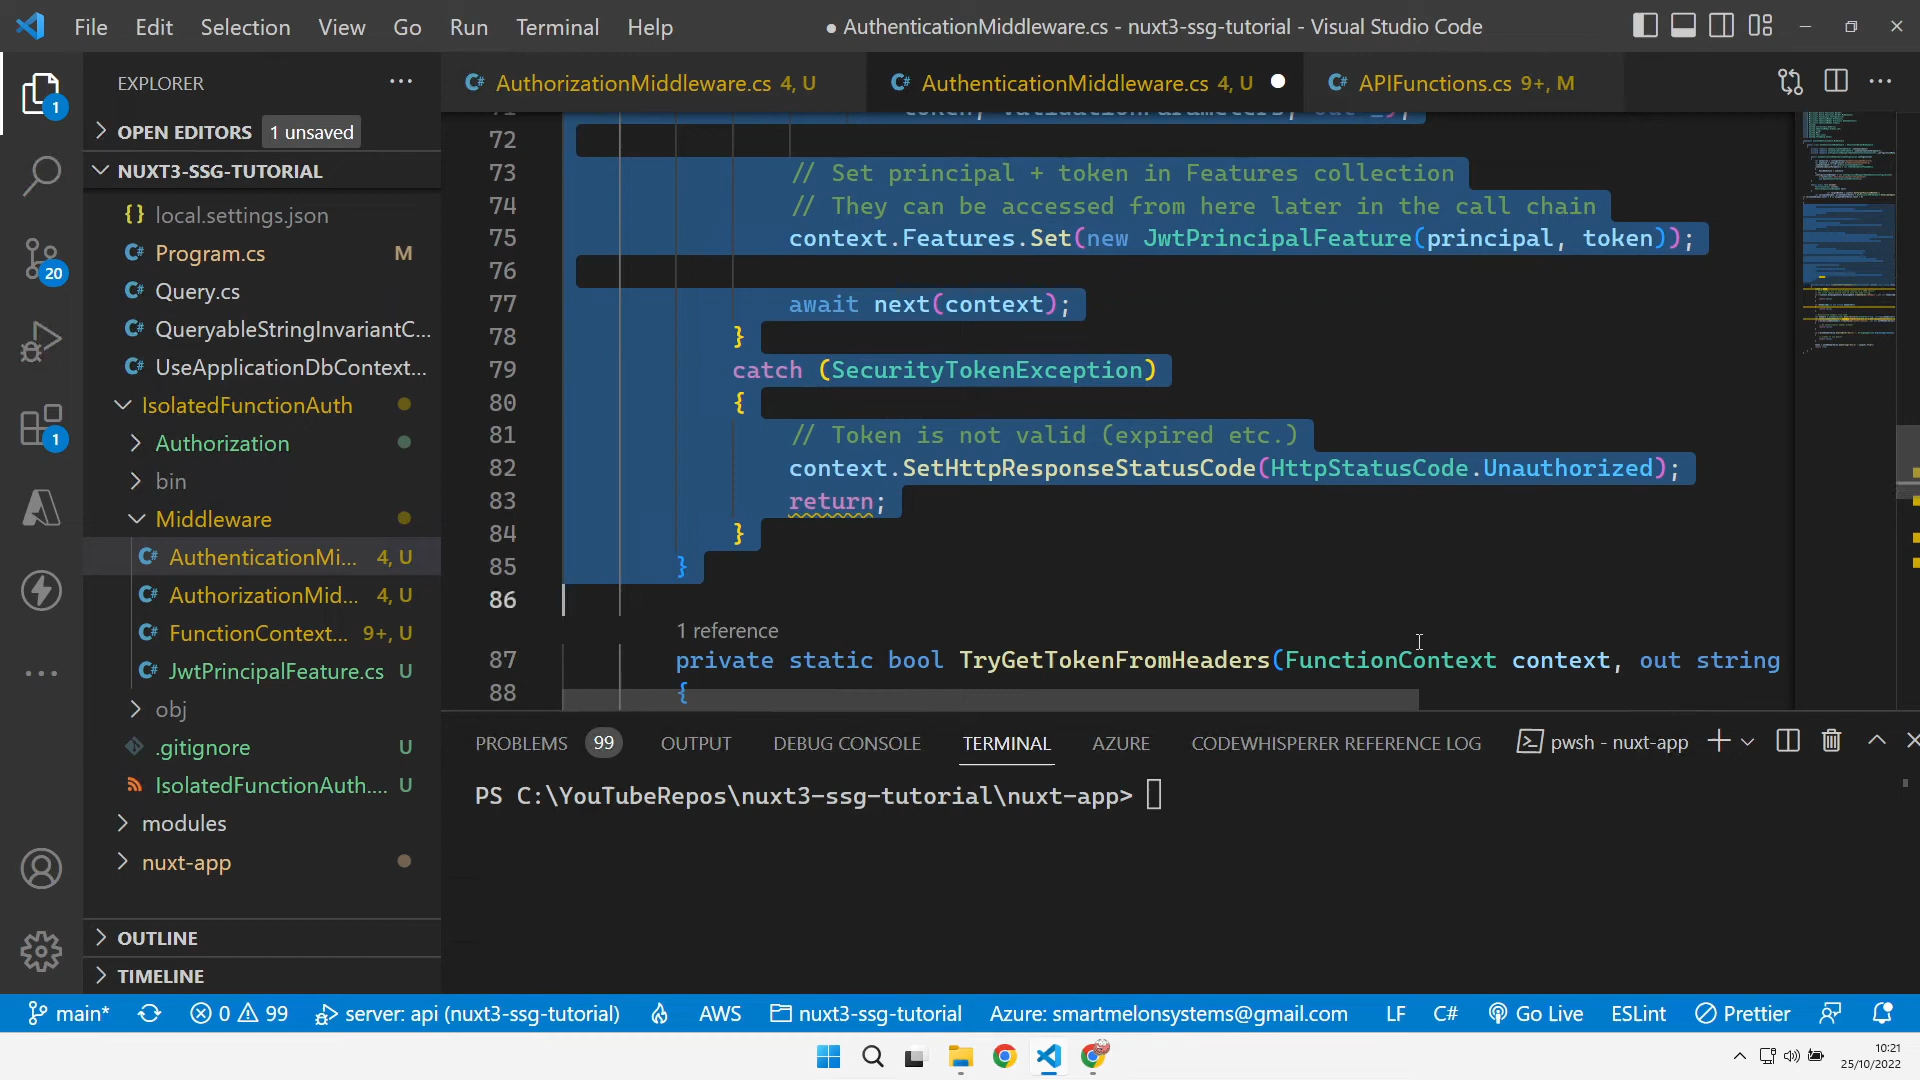 File Edit Selection View Go Run Terminal Help
● AuthenticationMiddleware.cs - nuxt3-ssg-tutorial - Visual Studio Code
EXPLORER
OPEN EDITORS 1 unsaved
NUXT3-SSG-TUTORIAL
{} local.settings.json
C# Program.cs M
C# Query.cs
C# QueryableStringInvariantC...
C# UseApplicationDbContext...
IsolatedFunctionAuth
Authorization
bin
Middleware
C# AuthenticationMi... 4, U
C# AuthorizationMid... 4, U
C# FunctionContext... 9+, U
C# JwtPrincipalFeature.cs U
obj
.gitignore U
IsolatedFunctionAuth.... U
modules
nuxt-app
OUTLINE
TIMELINE
1
20
1
C# AuthorizationMiddleware.cs 4, U
C# AuthenticationMiddleware.cs 4, U
C# APIFunctions.cs 9+, M
72
73 // Set principal + token in Features collection
74 // They can be accessed from here later in the call chain
75 context.Features.Set(new JwtPrincipalFeature(principal, token));
76
77 await next(context);
78 }
79 catch (SecurityTokenException)
80 {
81 // Token is not valid (expired etc.)
82 context.SetHttpResponseStatusCode(HttpStatusCode.Unauthorized);
83 return;
84 }
85 }
86
1 reference
87 private static bool TryGetTokenFromHeaders(FunctionContext context, out string
88 {
PROBLEMS 99 OUTPUT DEBUG CONSOLE TERMINAL AZURE CODEWHISPERER REFERENCE LOG pwsh - nuxt-app
PS C:\YouTubeRepos\nuxt3-ssg-tutorial\nuxt-app>
main* 0 99 server: api (nuxt3-ssg-tutorial) AWS nuxt3-ssg-tutorial Azure: smartmelonsystems@gmail.com LF C# Go Live ESLint Prettier
10:21
25/10/2022